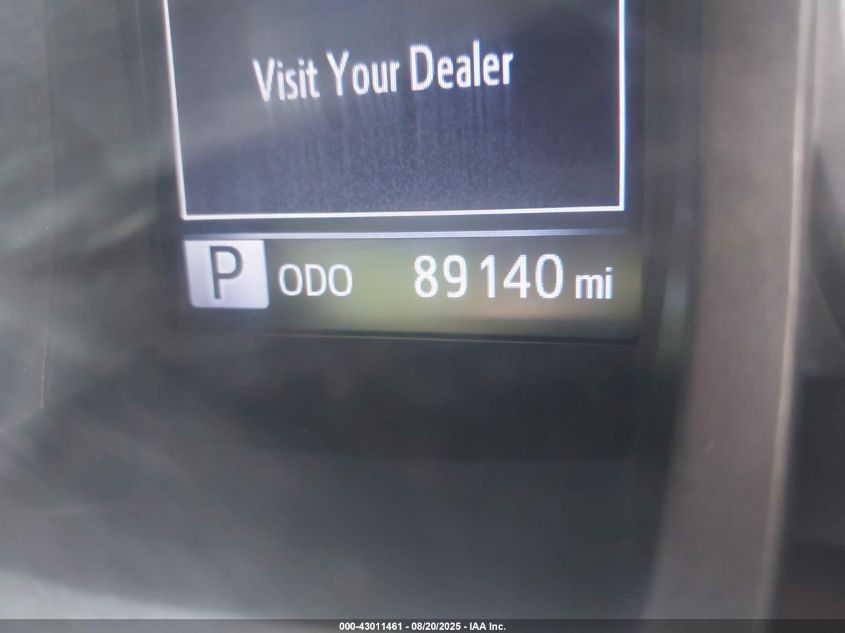 Visit Your Dealer
P ODO 89140 mi
000-43011461 - 08/20/2025 - IAA Inc.